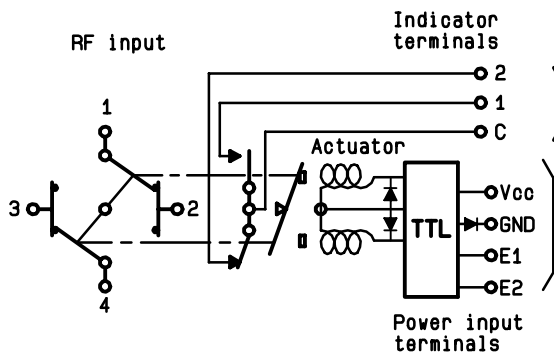 RF input
Indicator
terminals
2
1
C
1
3
2
4
Actuator
TTL
Vcc
GND
E1
E2
Power input
terminals